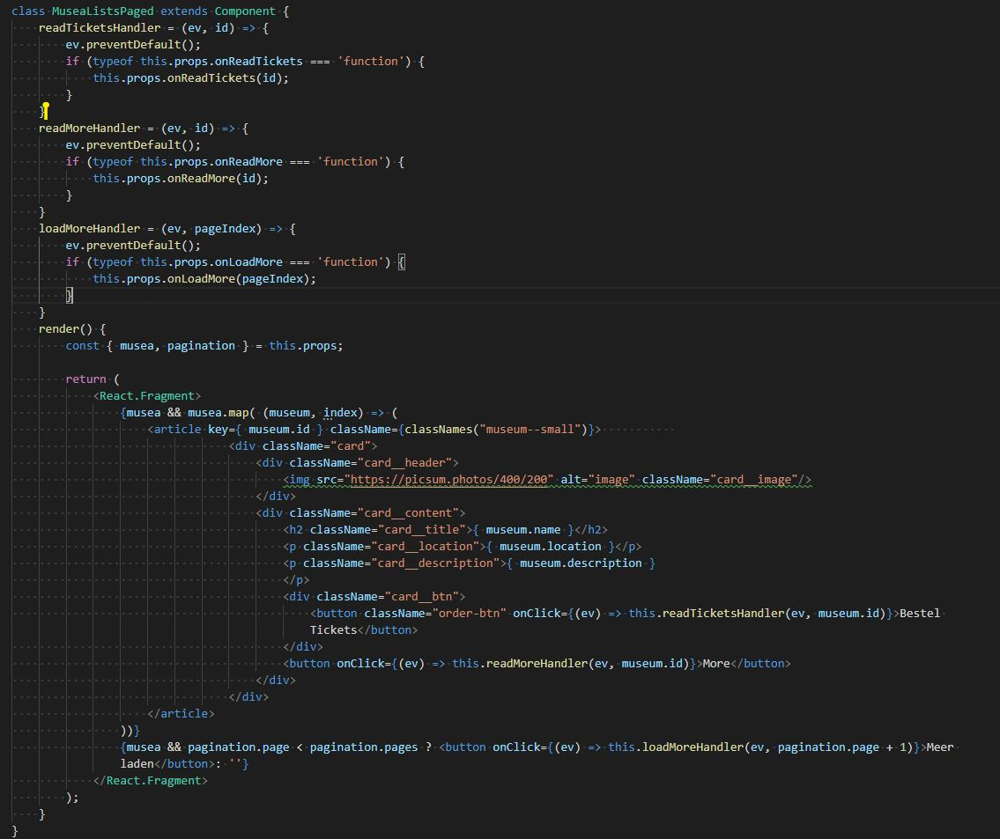 class MuseaListsPaged extends Component {
    readTicketsHandler = (ev, id) => {
        ev.preventDefault();
        if (typeof this.props.onReadTickets === 'function') {
            this.props.onReadTickets(id);
        }
    }
    readMoreHandler = (ev, id) => {
        ev.preventDefault();
        if (typeof this.props.onReadMore === 'function') {
            this.props.onReadMore(id);
        }
    }
    loadMoreHandler = (ev, pageIndex) => {
        ev.preventDefault();
        if (typeof this.props.onLoadMore === 'function') {
            this.props.onLoadMore(pageIndex);
        }
    }
    render() {
        const { musea, pagination } = this.props;

        return (
            <React.Fragment>
                {musea && musea.map( (museum, index) => (
                    <article key={ museum.id } className={classNames("museum--small")}>
                                <div className="card">
                                    <div className="card__header">
                                        <img src="https://picsum.photos/400/200" alt="image" className="card__image"/>
                                    </div>
                                    <div className="card__content">
                                        <h2 className="card__title">{ museum.name }</h2>
                                        <p className="card__location">{ museum.location }</p>
                                        <p className="card__description">{ museum.description }
                                        </p>
                                        <div className="card__btn">
                                            <button className="order-btn" onClick={(ev) => this.readTicketsHandler(ev, museum.id)}>Bestel
                                            Tickets</button>
                                        </div>
                                        <button onClick={(ev) => this.readMoreHandler(ev, museum.id)}>More</button>
                                    </div>
                                </div>
                    </article>
                ))}
                {musea && pagination.page < pagination.pages ? <button onClick={(ev) => this.loadMoreHandler(ev, pagination.page + 1)}>Meer
                laden</button>: ''}
            </React.Fragment>
        );
    }
}